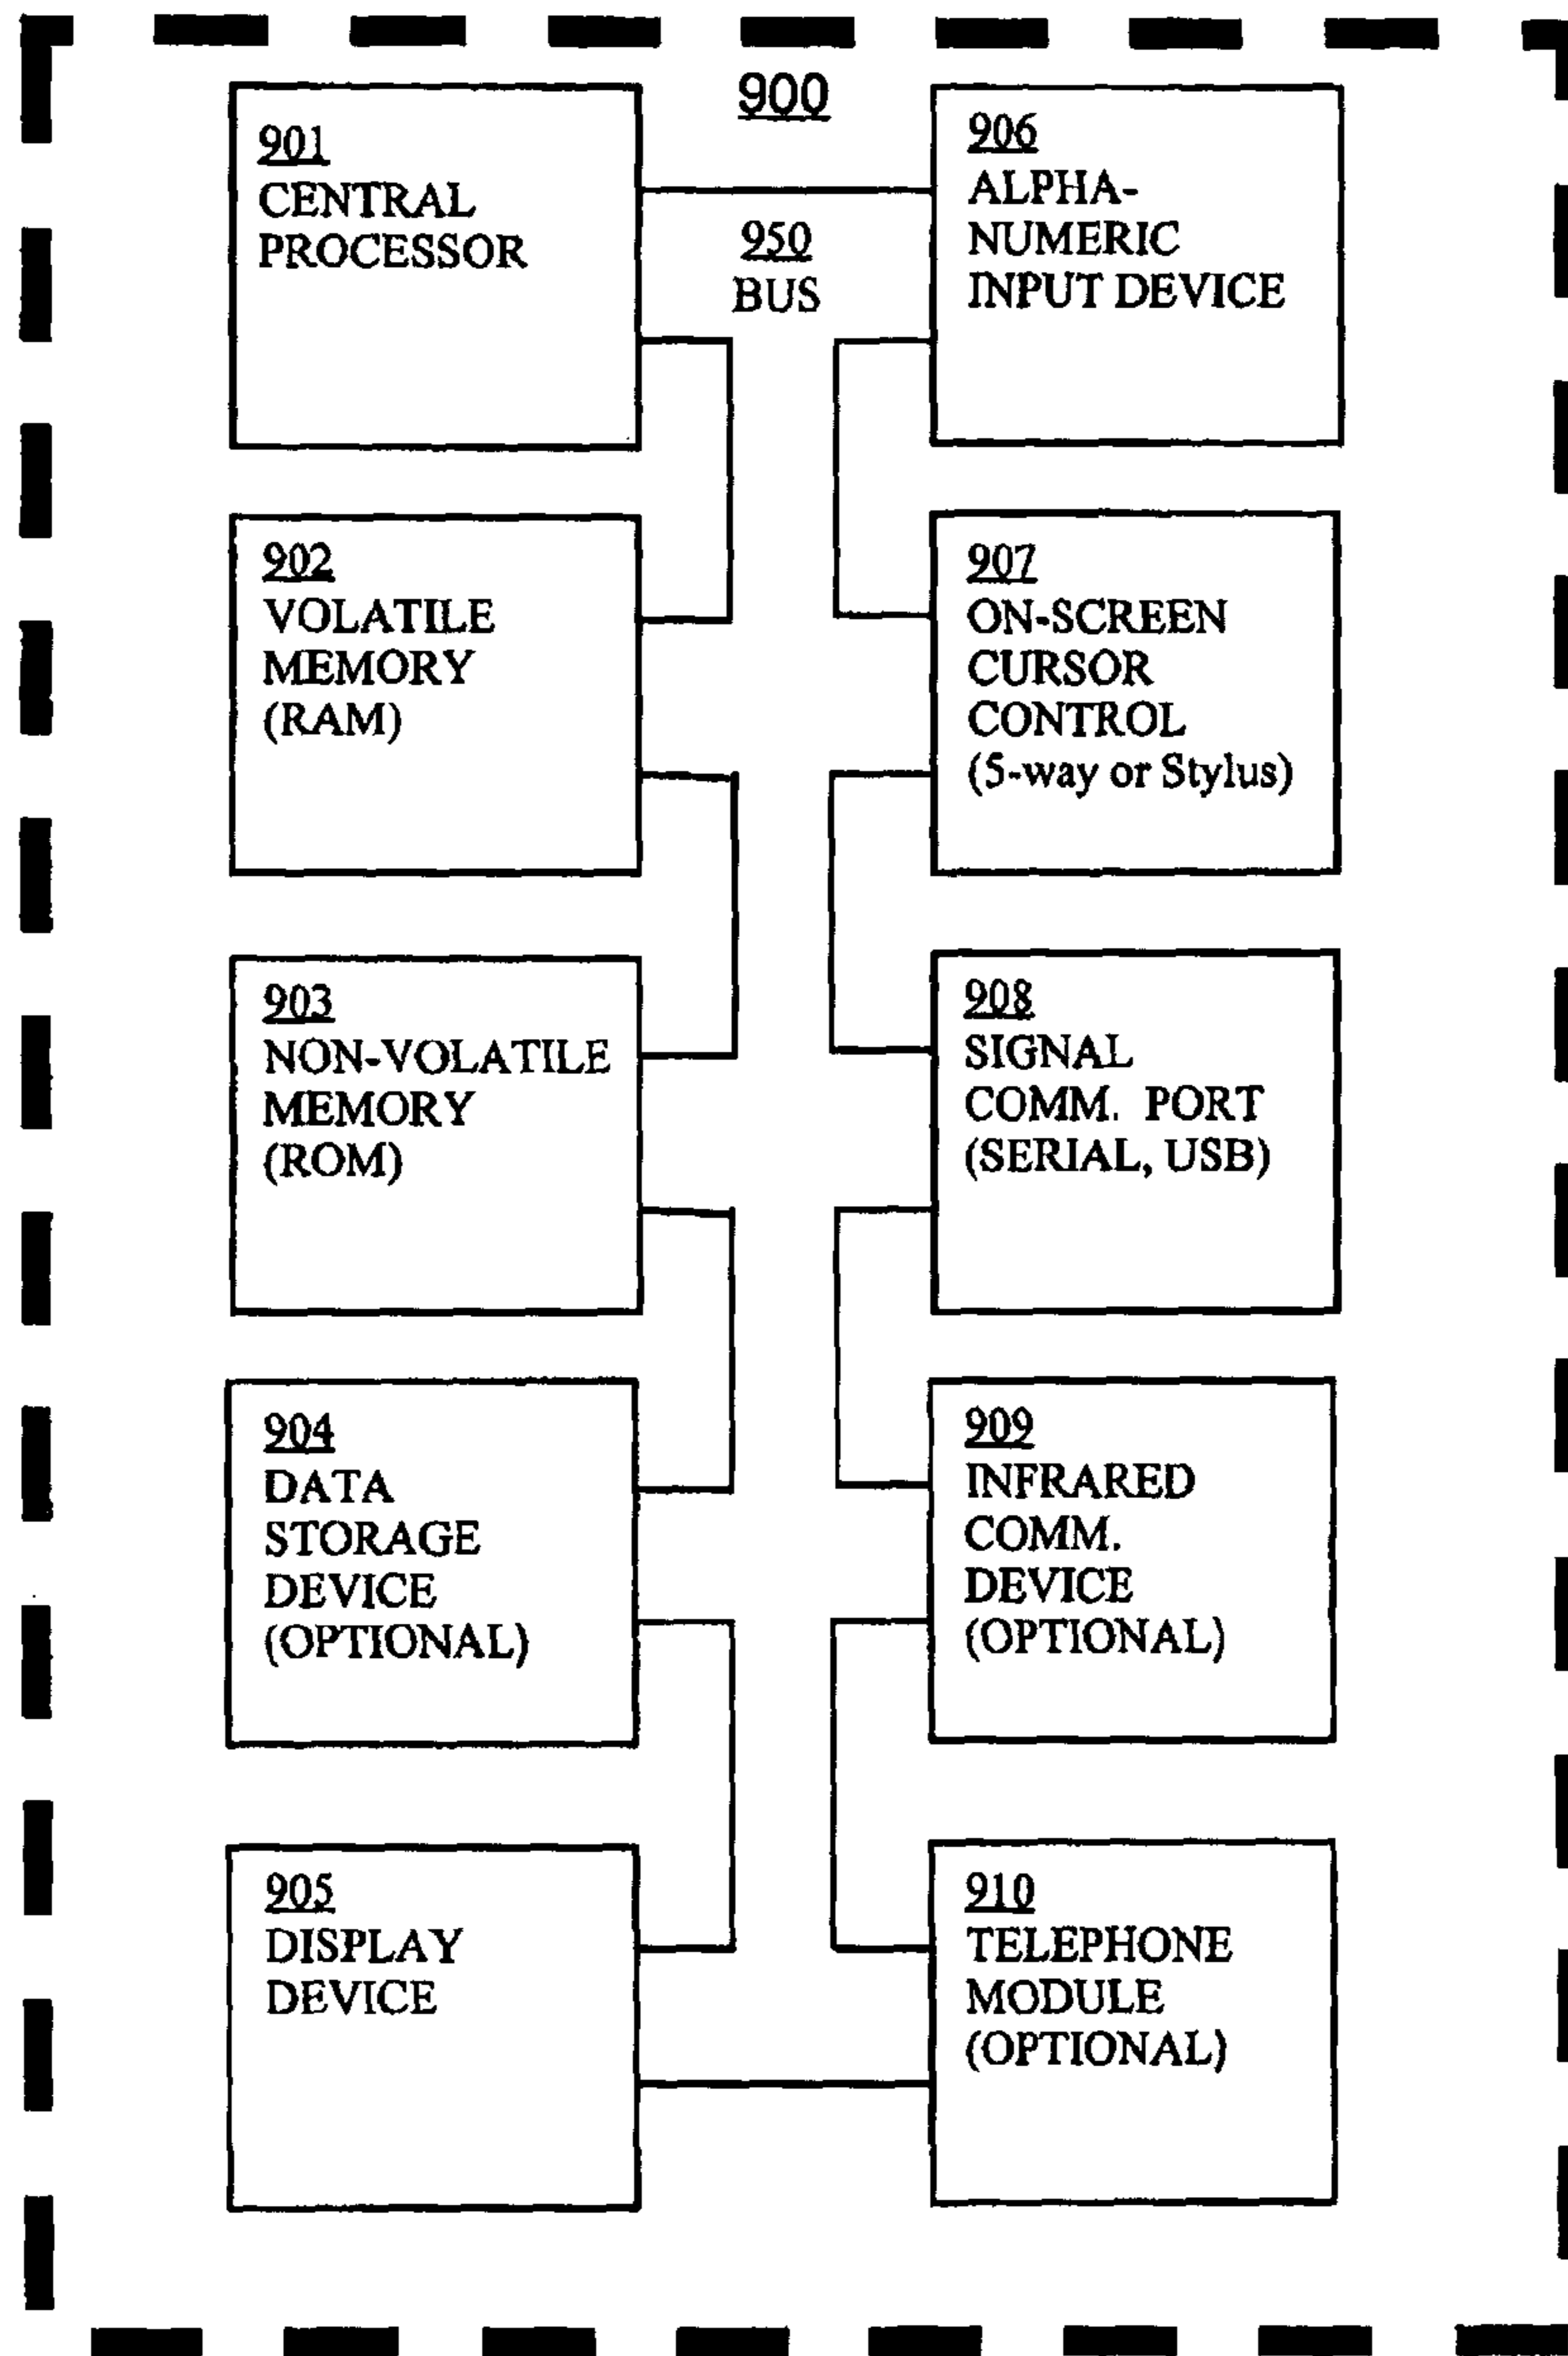 900
901
CENTRAL
PROCESSOR
950
BUS
906
ALPHA-
NUMERIC
INPUT DEVICE
902
VOLATILE
MEMORY
(RAM)
907
ON-SCREEN
CURSOR
CONTROL
(5-way or Stylus)
903
NON-VOLATILE
MEMORY
(ROM)
908
SIGNAL
COMM. PORT
(SERIAL, USB)
904
DATA
STORAGE
DEVICE
(OPTIONAL)
909
INFRARED
COMM.
DEVICE
(OPTIONAL)
905
DISPLAY
DEVICE
910
TELEPHONE
MODULE
(OPTIONAL)